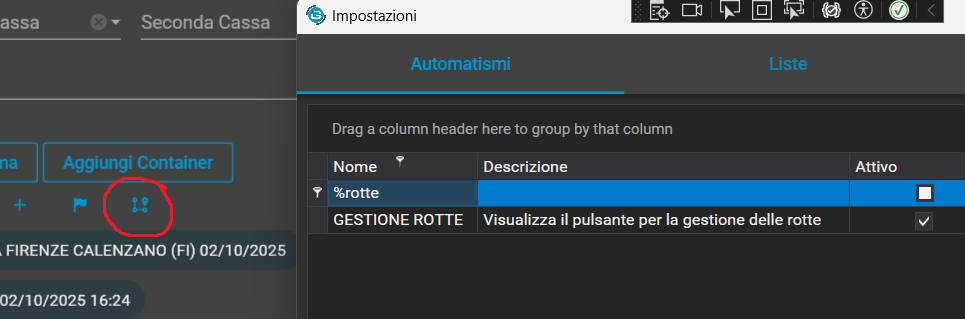 assa
Seconda Cassa
ma
Aggiungi Container
A FIRENZE CALENZANO (FI) 02/10/2025
02/10/2025 16:24
Impostazioni
Automatismi
Liste
Drag a column header here to group by that column
Nome Descrizione Attivo
%rotte
GESTIONE ROTTE Visualizza il pulsante per la gestione delle rotte